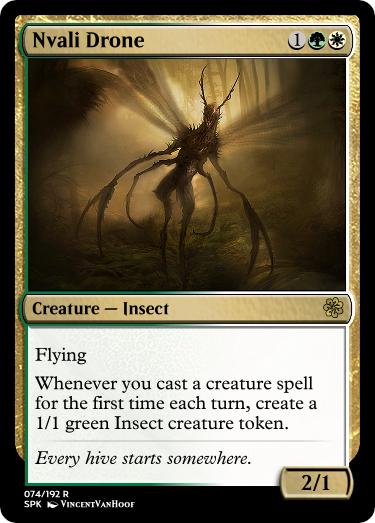 Nvali Drone 1
Creature — Insect
Flying
Whenever you cast a creature spell
for the first time each turn, create a
1/1 green Insect creature token.
Every hive starts somewhere.
2/1
074/192 R
SPK VincentVanHoof